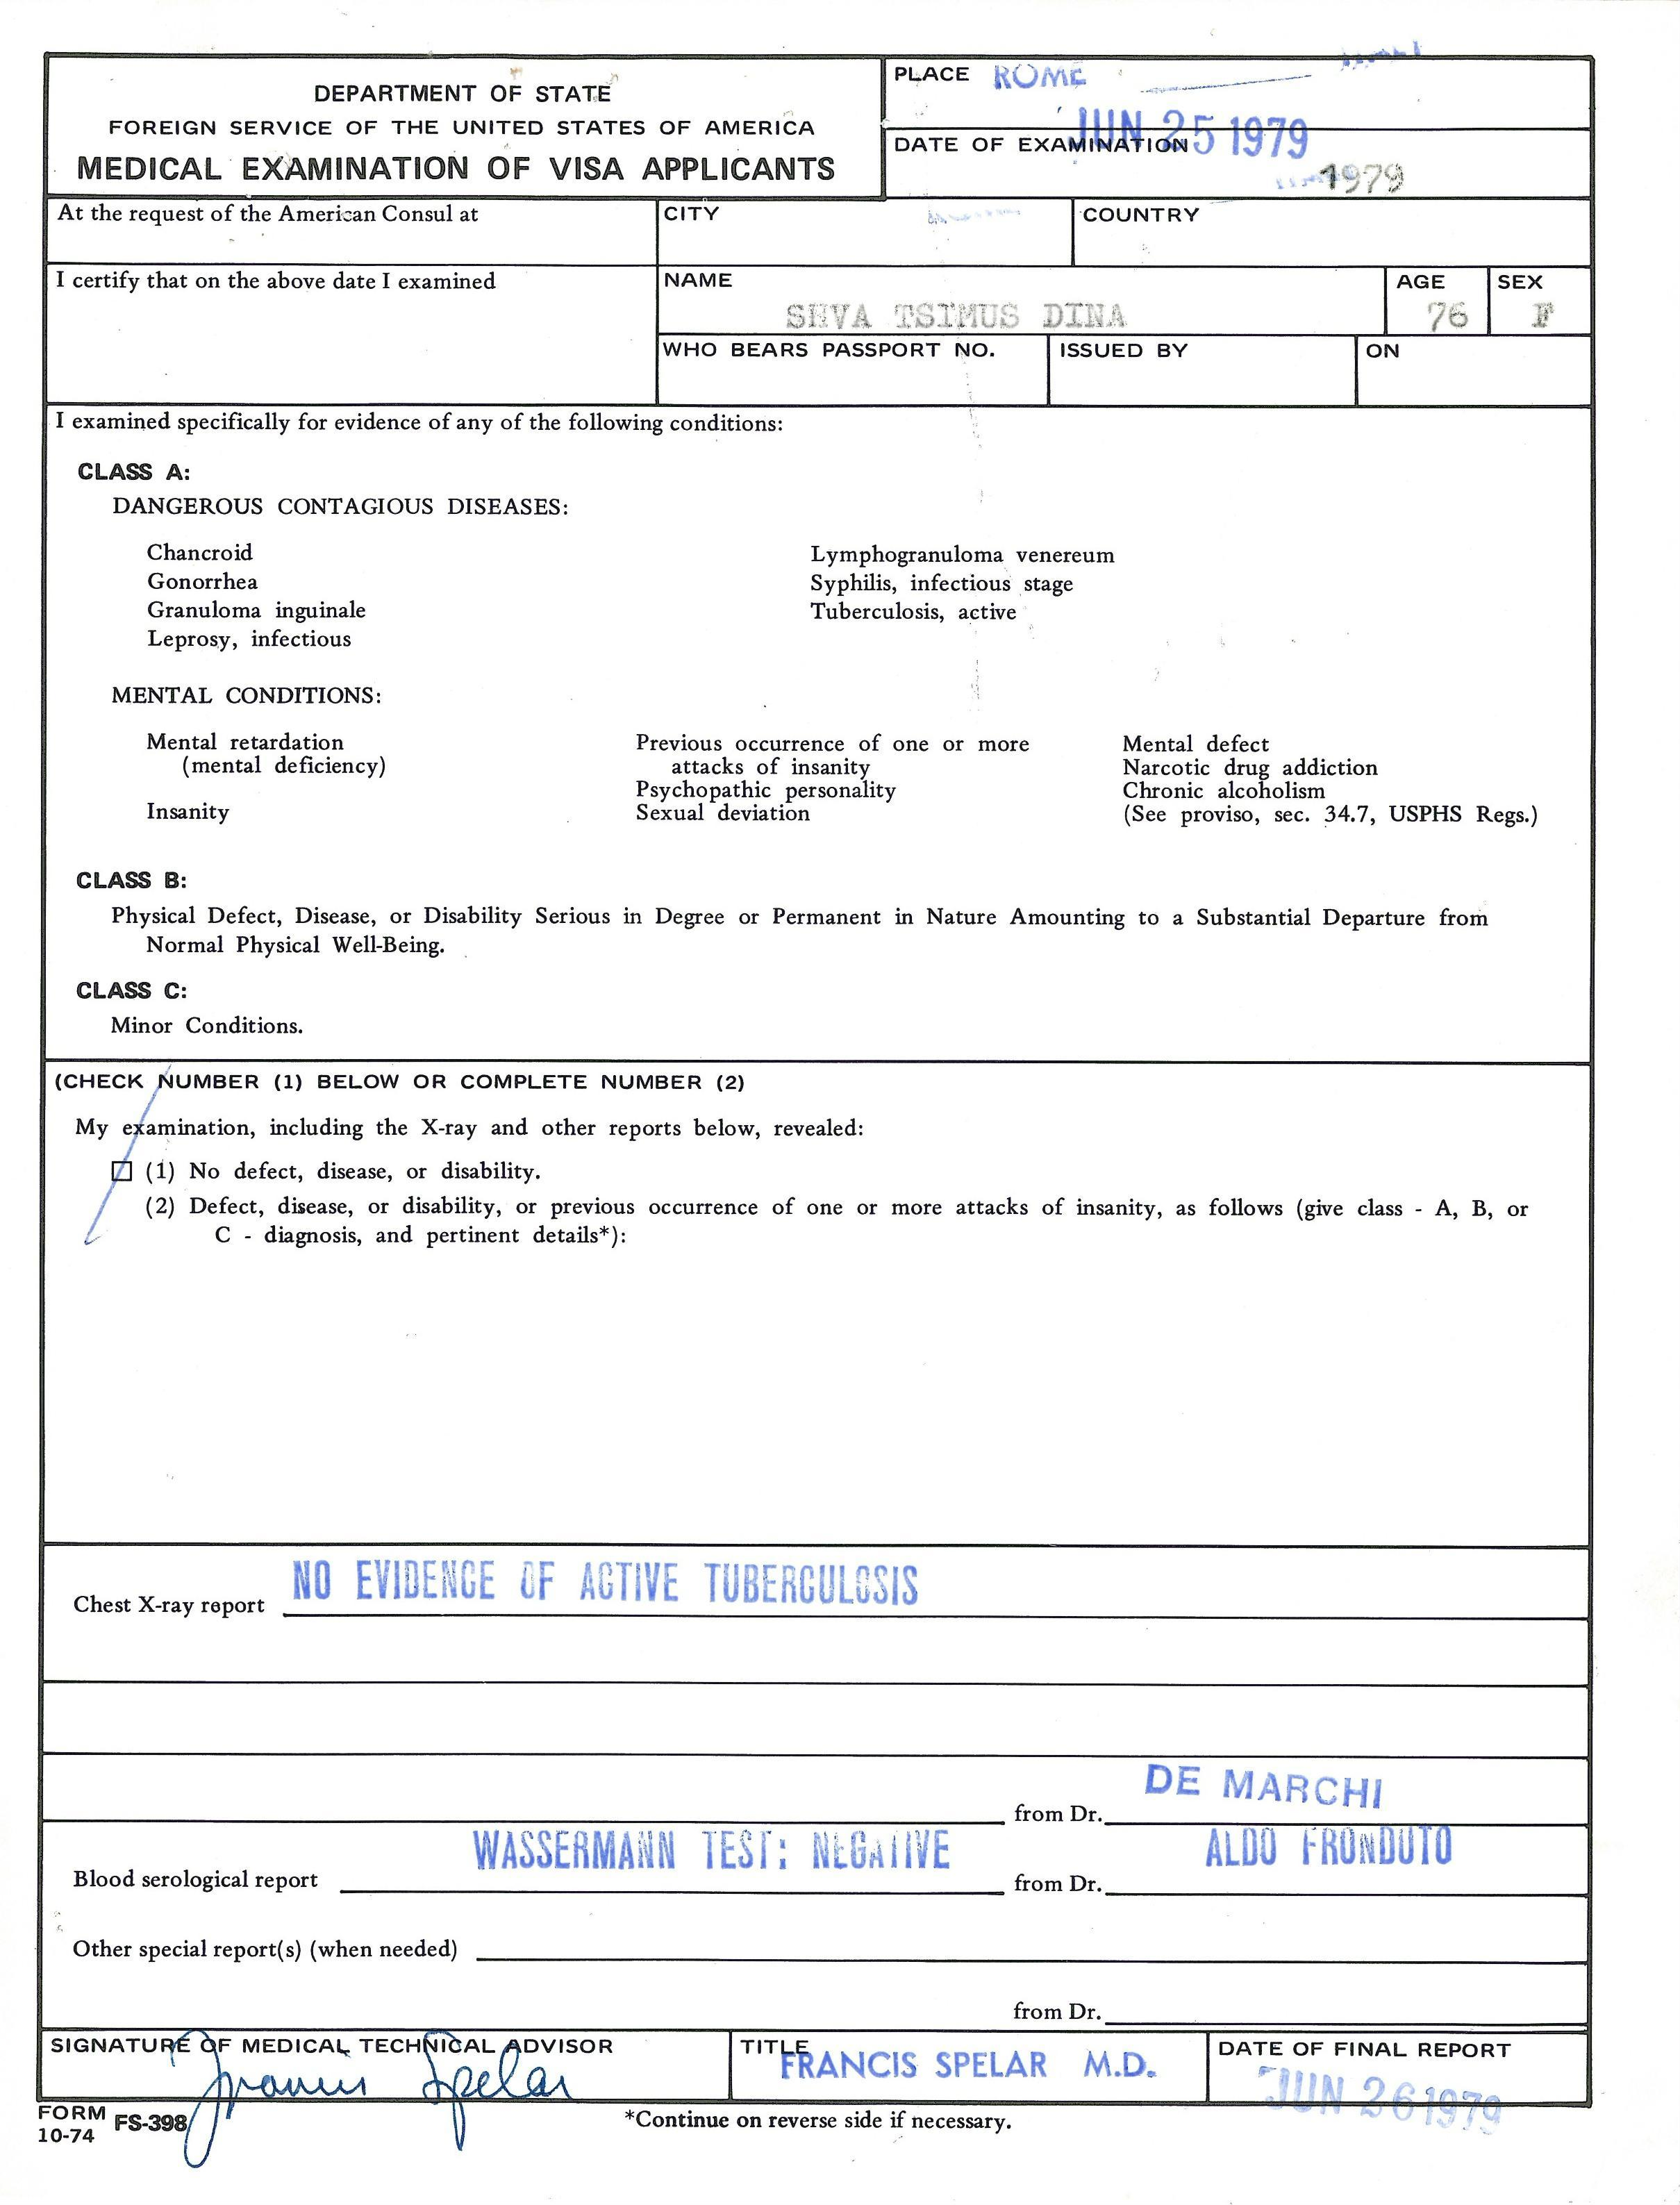 DEPARTMENT OF STATE
FOREIGN SERVICE OF THE UNITED STATES OF AMERICA
MEDICAL EXAMINATION OF VISA APPLICANTS
PLACE ROME
DATE OF EXAMINATION JUN 25 1979
1979
At the request of the American Consul at
CITY
COUNTRY
I certify that on the above date I examined
NAME
AGE
SEX
TSIMUS DINA
76
F
WHO BEARS PASSPORT NO.
ISSUED BY
ON
I examined specifically for evidence of any of the following conditions:
CLASS A:
DANGEROUS CONTAGIOUS DISEASES:
Chancroid
Gonorrhea
Granuloma inguinale
Leprosy, infectious
Lymphogranuloma venereum
Syphilis, infectious stage
Tuberculosis, active
MENTAL CONDITIONS:
Mental retardation
(mental deficiency)
Insanity
Previous occurrence of one or more
attacks of insanity
Psychopathic personality
Sexual deviation
Mental defect
Narcotic drug addiction
Chronic alcoholism
(See proviso, sec. 34.7, USPHS Regs.)
CLASS B:
Physical Defect, Disease, or Disability Serious in Degree or Permanent in Nature Amounting to a Substantial Departure from
Normal Physical Well-Being.
CLASS C:
Minor Conditions.
(CHECK NUMBER (1) BELOW OR COMPLETE NUMBER (2)
My examination, including the X-ray and other reports below, revealed:
(1) No defect, disease, or disability.
(2) Defect, disease, or disability, or previous occurrence of one or more attacks of insanity, as follows (give class - A, B, or
C - diagnosis, and pertinent details*):
Chest X-ray report NO EVIDENCE OF ACTIVE TUBERCULOSIS
from Dr. DE MARCHI
Blood serological report WASSERMANN TEST: NEGATIVE from Dr. ALDO FRONDUTO
Other special report(s) (when needed)
from Dr.
SIGNATURE OF MEDICAL TECHNICAL ADVISOR
Francis Spelar
TITLE
FRANCIS SPELAR M.D.
DATE OF FINAL REPORT
JUN 26 1979
FORM FS-398
10-74
*Continue on reverse side if necessary.